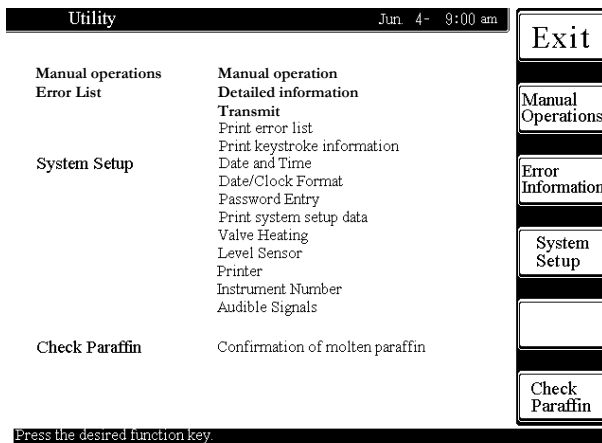 Utility Jun. 4- 9:00 am
Manual operations Manual operation
Error List Detailed information
Transmit
Print error list
Print keystroke information
System Setup Date and Time
Date/Clock Format
Password Entry
Print system setup data
Valve Heating
Level Sensor
Printer
Instrument Number
Audible Signals
Check Paraffin Confirmation of molten paraffin
Press the desired function key.
Exit
Manual
Operations
Error
Information
System
Setup
Check
Paraffin